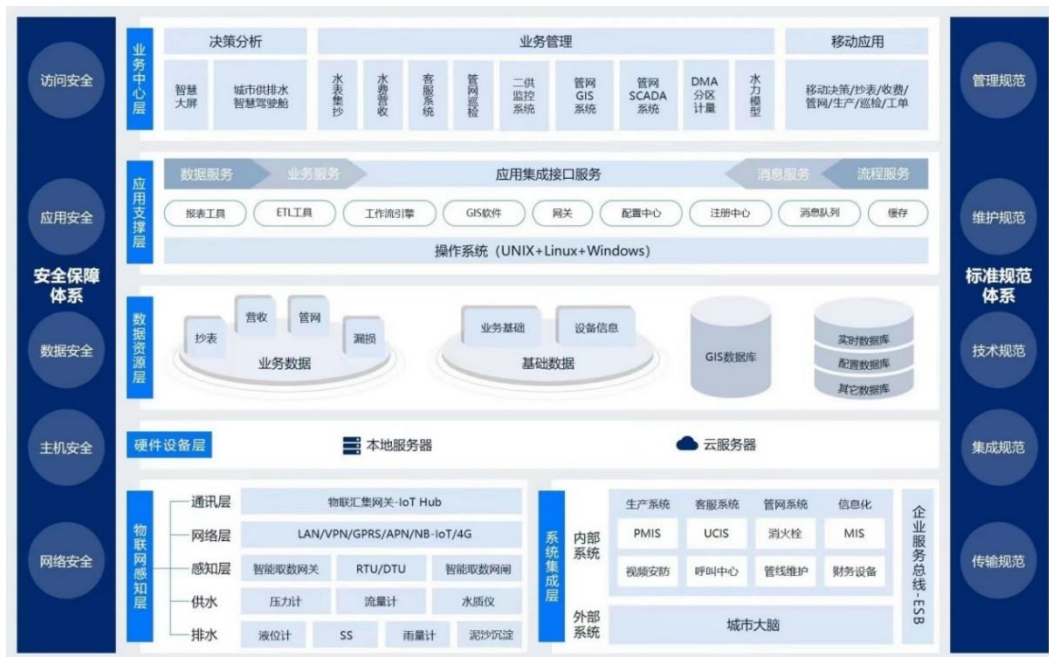 安全保障
体系
访问安全
应用安全
数据安全
主机安全
网络安全
业务中心层
决策分析
业务管理
移动应用
智慧
大屏
城市供排水
智慧驾驶舱
水表集抄
水费营收
客服系统
管网巡检
二供
监控
系统
管网
GIS
系统
管网
SCADA
系统
DMA
分区
计量
水力模型
移动决策/抄表/收费/
管网/生产/巡检/工单
应用支撑层
数据服务
业务服务
应用集成接口服务
消息服务
流程服务
报表工具
ETL工具
工作流引擎
GIS软件
网关
配置中心
注册中心
消息队列
缓存
操作系统（UNIX+Linux+Windows）
数据资源层
抄表
营收
管网
漏损
业务数据
业务基础
设备信息
基础数据
GIS数据库
实时数据库
配置数据库
其它数据库
硬件设备层
本地服务器
云服务器
物联网感知层
通讯层
物联汇集网关-IoT Hub
网络层
LAN/VPN/GPRS/APN/NB-IoT/4G
感知层
智能取数网关
RTU/DTU
智能取数网闸
供水
压力计
流量计
水质仪
排水
液位计
SS
雨量计
泥沙沉淀
系统集成层
内部
系统
生产系统
客服系统
管网系统
信息化
PMIS
UCIS
消火栓
MIS
视频安防
呼叫中心
管线维护
财务设备
外部
系统
城市大脑
企业服务总线-ESB
标准规范
体系
管理规范
维护规范
技术规范
集成规范
传输规范